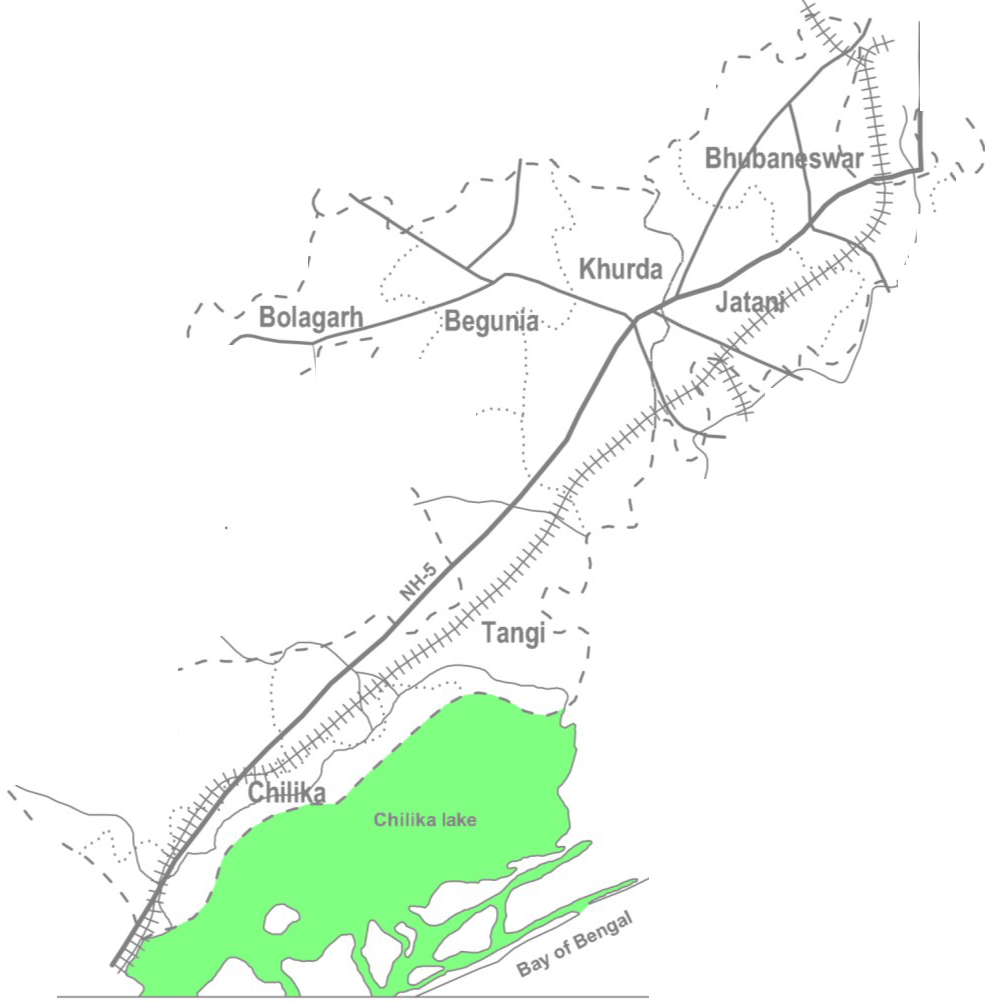 Bhubaneswar
Khurda
Jatani
Bolagarh
Begunia
NH-5
Tangi
Chilika
Chilika lake
Bay of Bengal